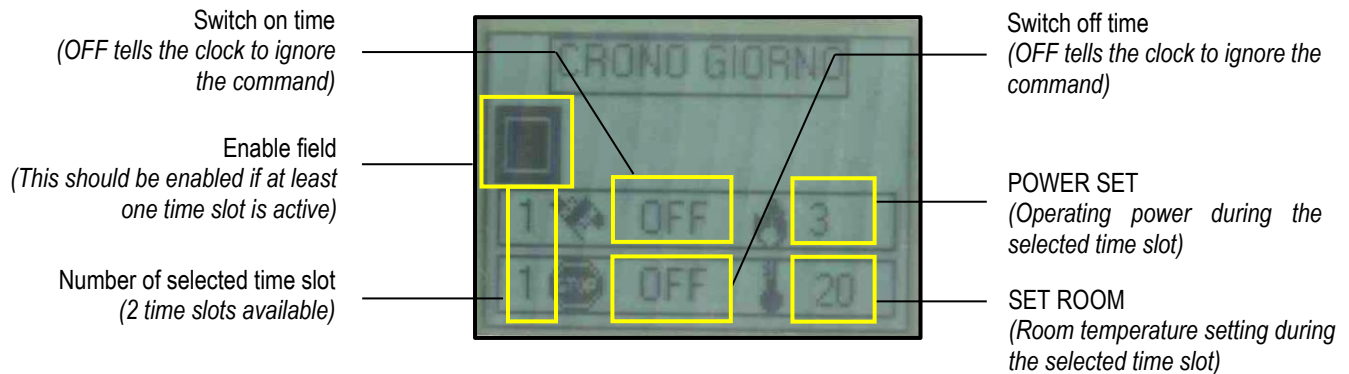 Switch on time
(OFF tells the clock to ignore
the command)
Enable field
(This should be enabled if at least
one time slot is active)
Number of selected time slot
(2 time slots available)
CRONO GIORNO
1 OFF 3
1 STOP OFF 20
Switch off time
(OFF tells the clock to ignore the
command)
POWER SET
(Operating power during the
selected time slot)
SET ROOM
(Room temperature setting during
the selected time slot)